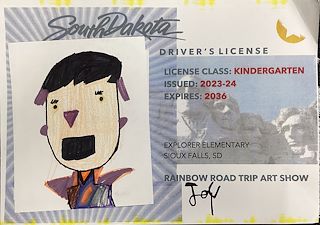 South Dakota
DRIVER'S LICENSE
LICENSE CLASS: KINDERGARTEN
ISSUED: 2023-24
EXPIRES: 2036
EXPLORER ELEMENTARY
SIOUX FALLS, SD
RAINBOW ROAD TRIP ART SHOW